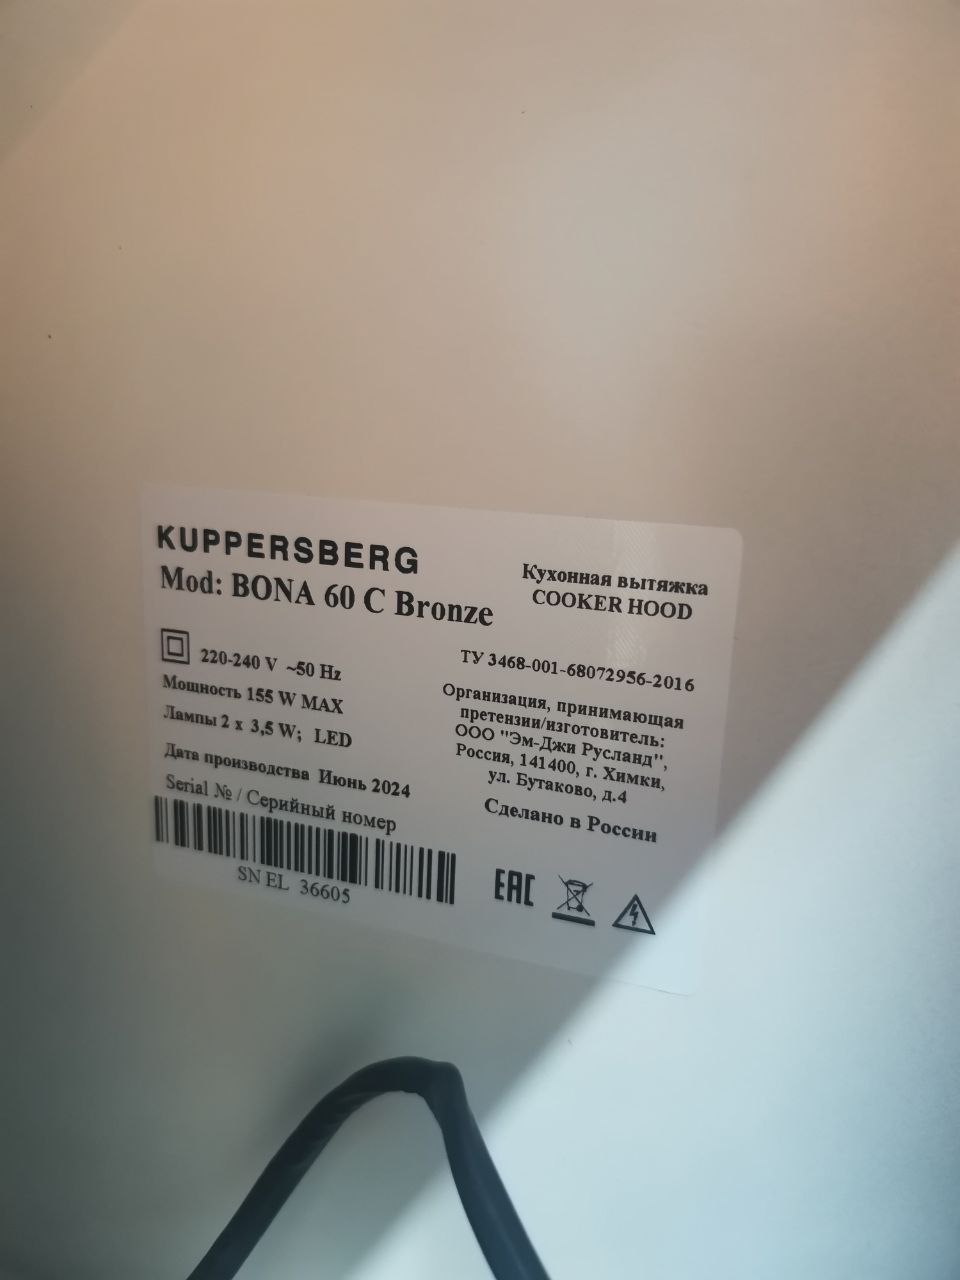 KUPPERSBERG
Mod: BONA 60 C Bronze
Кухонная вытяжка
COOKER HOOD
220-240 V ~50 Hz
Мощность 155 W MAX
Лампы 2 x 3,5 W; LED
Дата производства Июнь 2024
Serial № / Серийный номер
SN EL 36605
ТУ 3468-001-68072956-2016
Организация, принимающая
претензии/изготовитель:
ООО "Эм-Джи Русланд",
Россия, 141400, г. Химки,
ул. Бутаково, д.4
Сделано в России
EAC